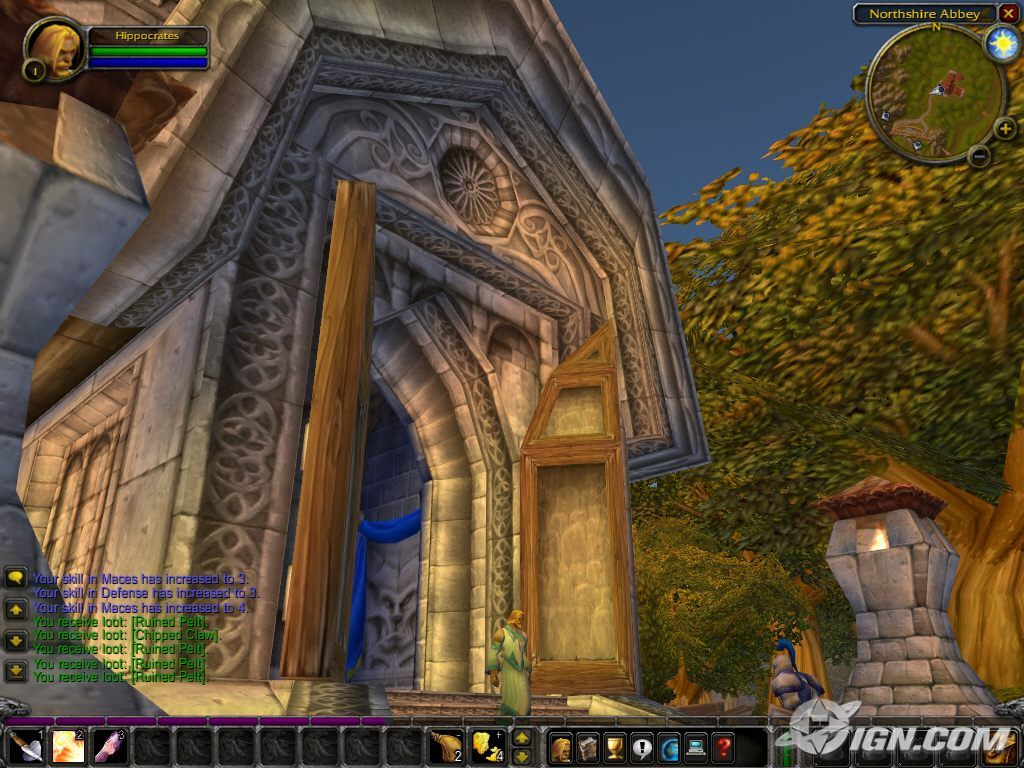 Hippocrates
1
Northshire Abbey
N
Your skill in Maces has increased to 3.
Your skill in Defense has increased to 3.
Your skill in Maces has increased to 4.
You receive loot: [Ruined Pelt].
You receive loot: [Chipped Claw].
You receive loot: [Ruined Pelt].
You receive loot: [Ruined Pelt].
You receive loot: [Ruined Pelt].
1 2 3
2 4
IGN.COM